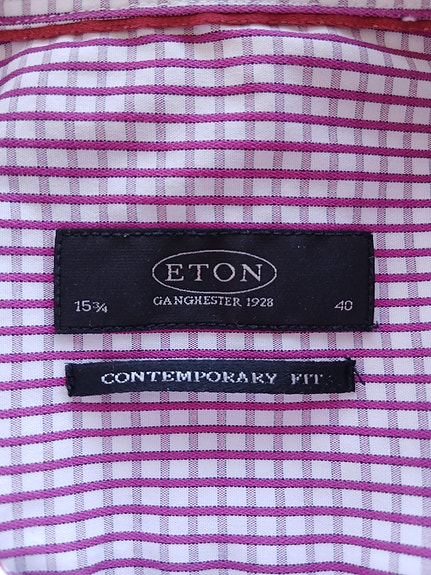 ETON
GANGHESTER 1928
15¾ 40
CONTEMPORARY FIT